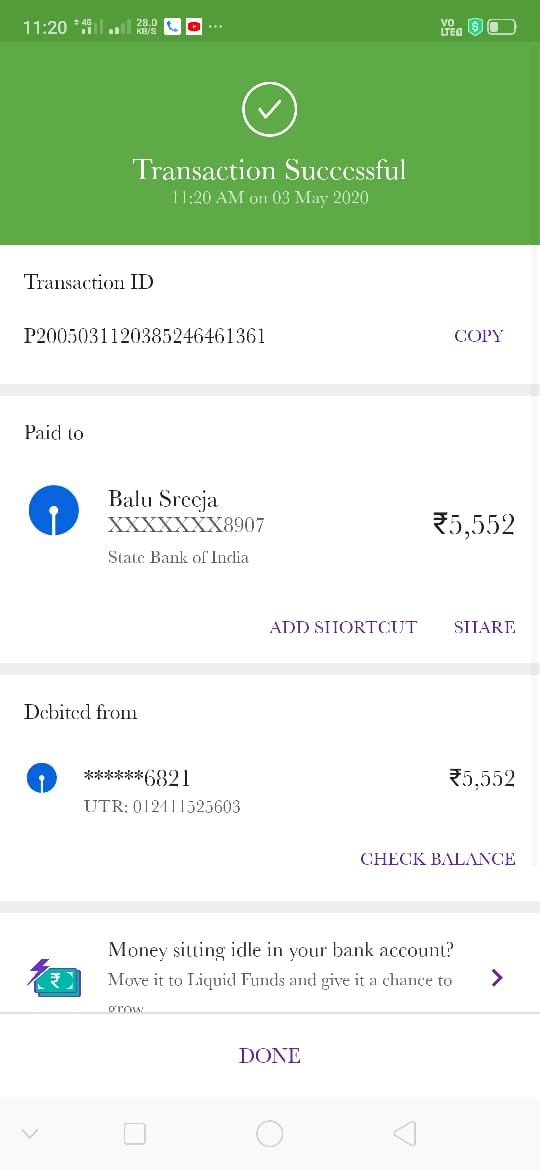 11:20 4G 28.0 KB/S VO LTE
Transaction Successful
11:20 AM on 03 May 2020
Transaction ID
P2005031120385246461361 COPY
Paid to
Balu Sreeja
XXXXXXX8907 ₹5,552
State Bank of India
ADD SHORTCUT SHARE
Debited from
******6821 ₹5,552
UTR: 012411525603
CHECK BALANCE
Money sitting idle in your bank account?
Move it to Liquid Funds and give it a chance to
grow
DONE